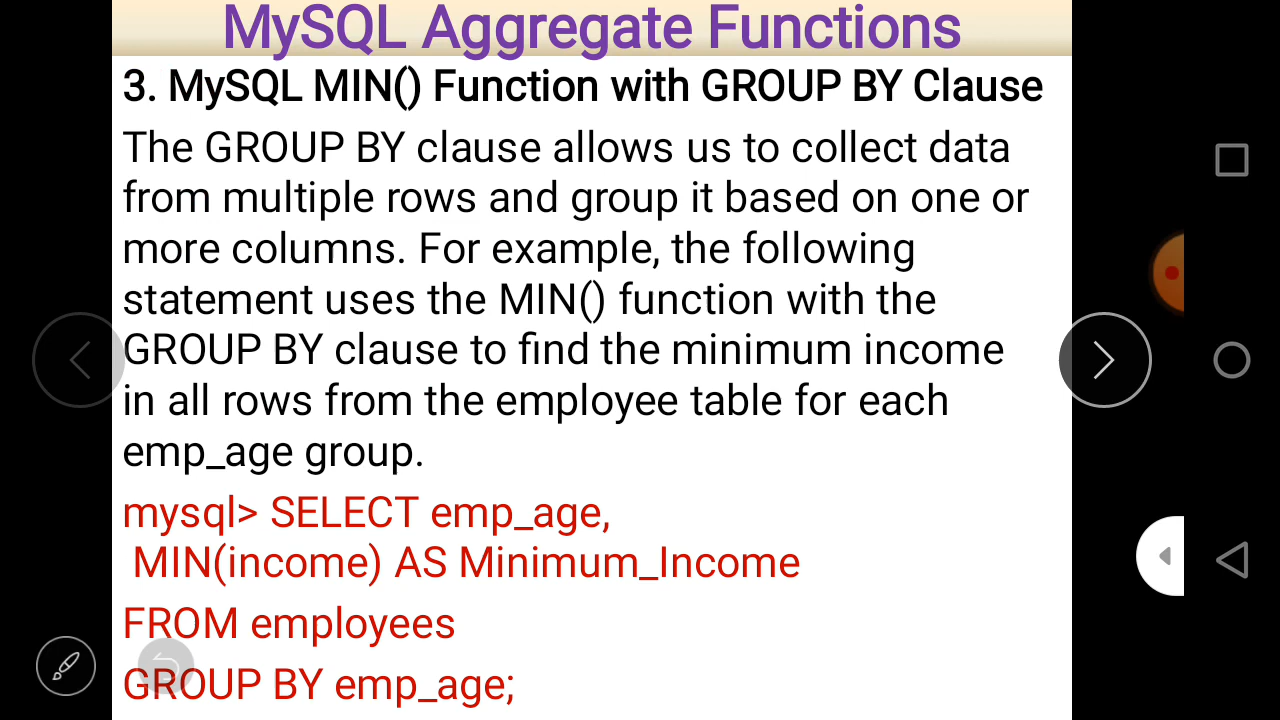 MySQL Aggregate Functions
3. MySQL MIN() Function with GROUP BY Clause
The GROUP BY clause allows us to collect data
from multiple rows and group it based on one or
more columns. For example, the following
statement uses the MIN() function with the
GROUP BY clause to find the minimum income
in all rows from the employee table for each
emp_age group.
mysql> SELECT emp_age,
MIN(income) AS Minimum_Income
FROM employees
GROUP BY emp_age;